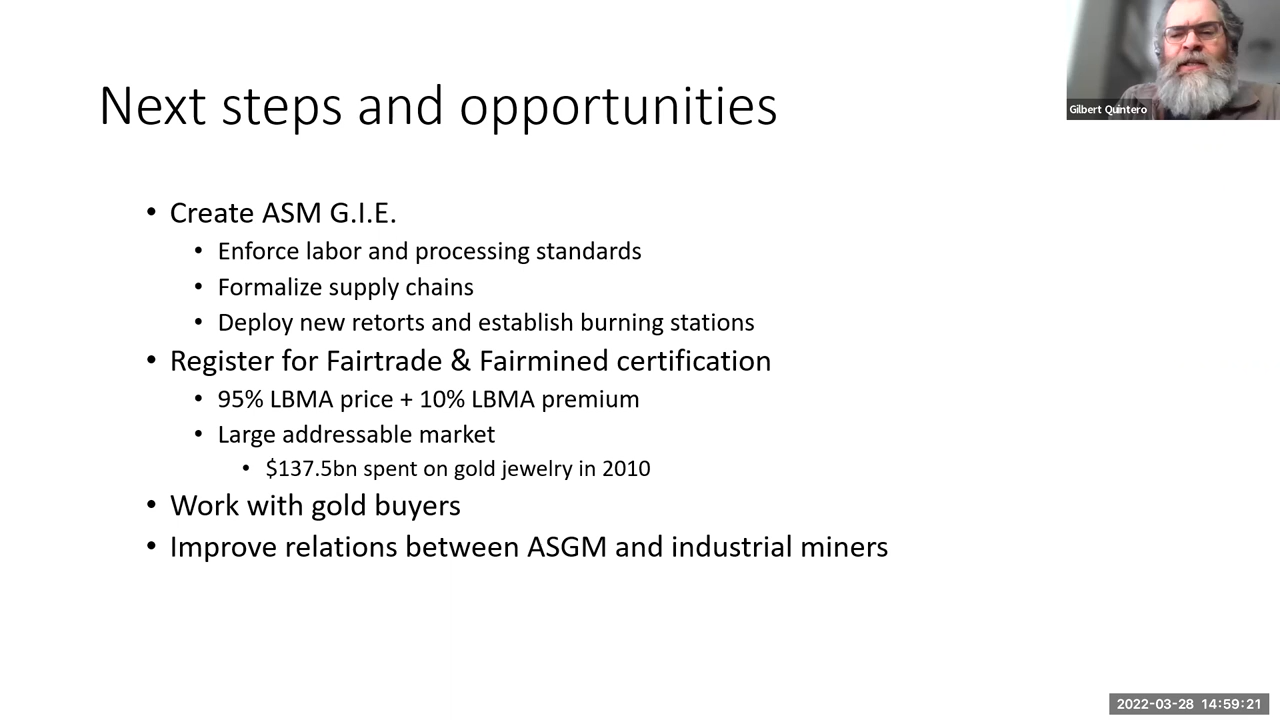 Next steps and opportunities
Gilbert Quintero
• Create ASM G.I.E.
• Enforce labor and processing standards
• Formalize supply chains
• Deploy new retorts and establish burning stations
• Register for Fairtrade & Fairmined certification
• 95% LBMA price + 10% LBMA premium
• Large addressable market
• $137.5bn spent on gold jewelry in 2010
• Work with gold buyers
• Improve relations between ASGM and industrial miners
2022-03-28 14:59:21